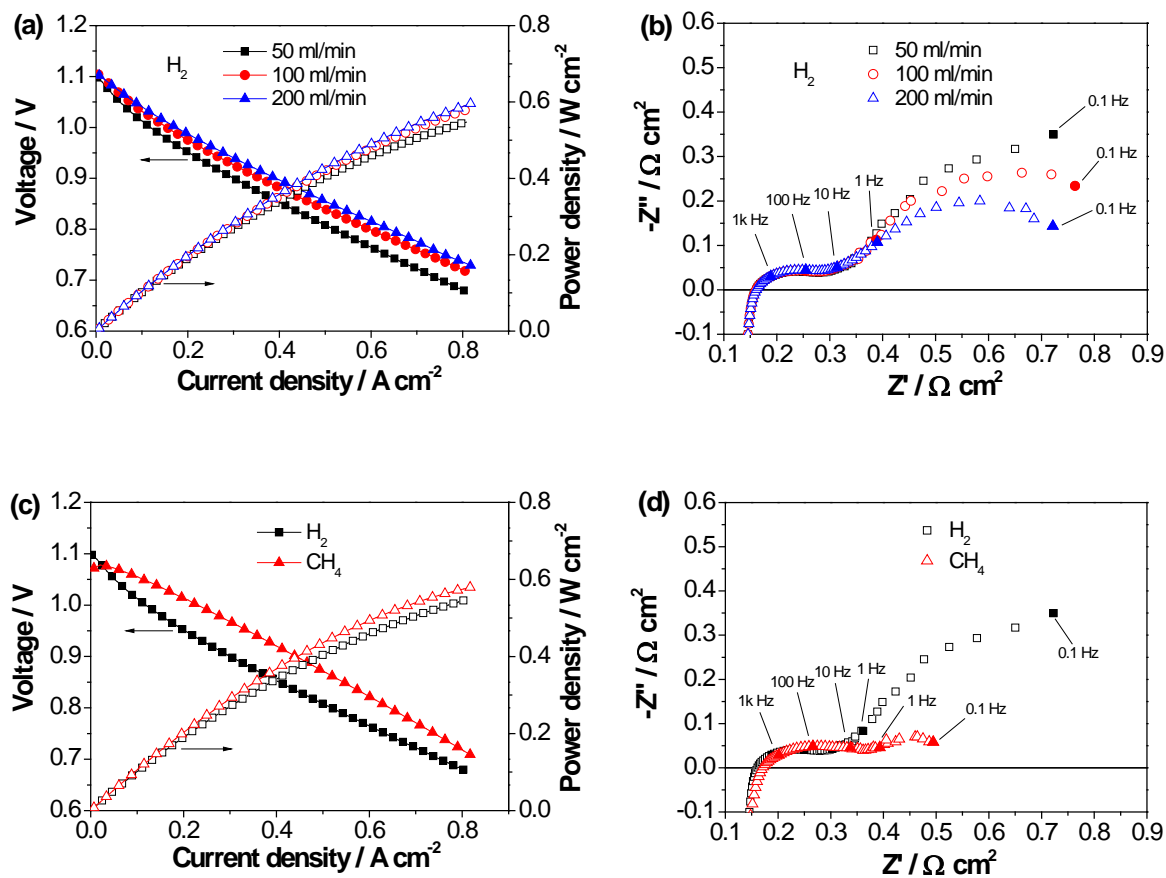 (a)
H₂
50 ml/min
100 ml/min
200 ml/min
Voltage / V
1.2
1.1
1.0
0.9
0.8
0.7
0.6
0.0 0.2 0.4 0.6 0.8
Current density / A cm⁻²
0.8
0.6
0.4
0.2
0.0
Power density / W cm⁻²
(b)
H₂
50 ml/min
100 ml/min
200 ml/min
-Z'' / Ω cm²
0.6
0.5
0.4
0.3
0.2
0.1
0.0
-0.1
0.1 Hz
0.1 Hz
0.1 Hz
1 Hz
10 Hz
100 Hz
1k Hz
0.1 0.2 0.3 0.4 0.5 0.6 0.7 0.8 0.9
Z' / Ω cm²
(c)
H₂
CH₄
Voltage / V
1.2
1.1
1.0
0.9
0.8
0.7
0.6
0.0 0.2 0.4 0.6 0.8
Current density / A cm⁻²
0.8
0.6
0.4
0.2
0.0
Power density / W cm⁻²
(d)
H₂
CH₄
-Z'' / Ω cm²
0.6
0.5
0.4
0.3
0.2
0.1
0.0
-0.1
0.1 Hz
1k Hz
100 Hz
10 Hz
1 Hz
1 Hz
0.1 Hz
0.1 0.2 0.3 0.4 0.5 0.6 0.7 0.8 0.9
Z' / Ω cm²